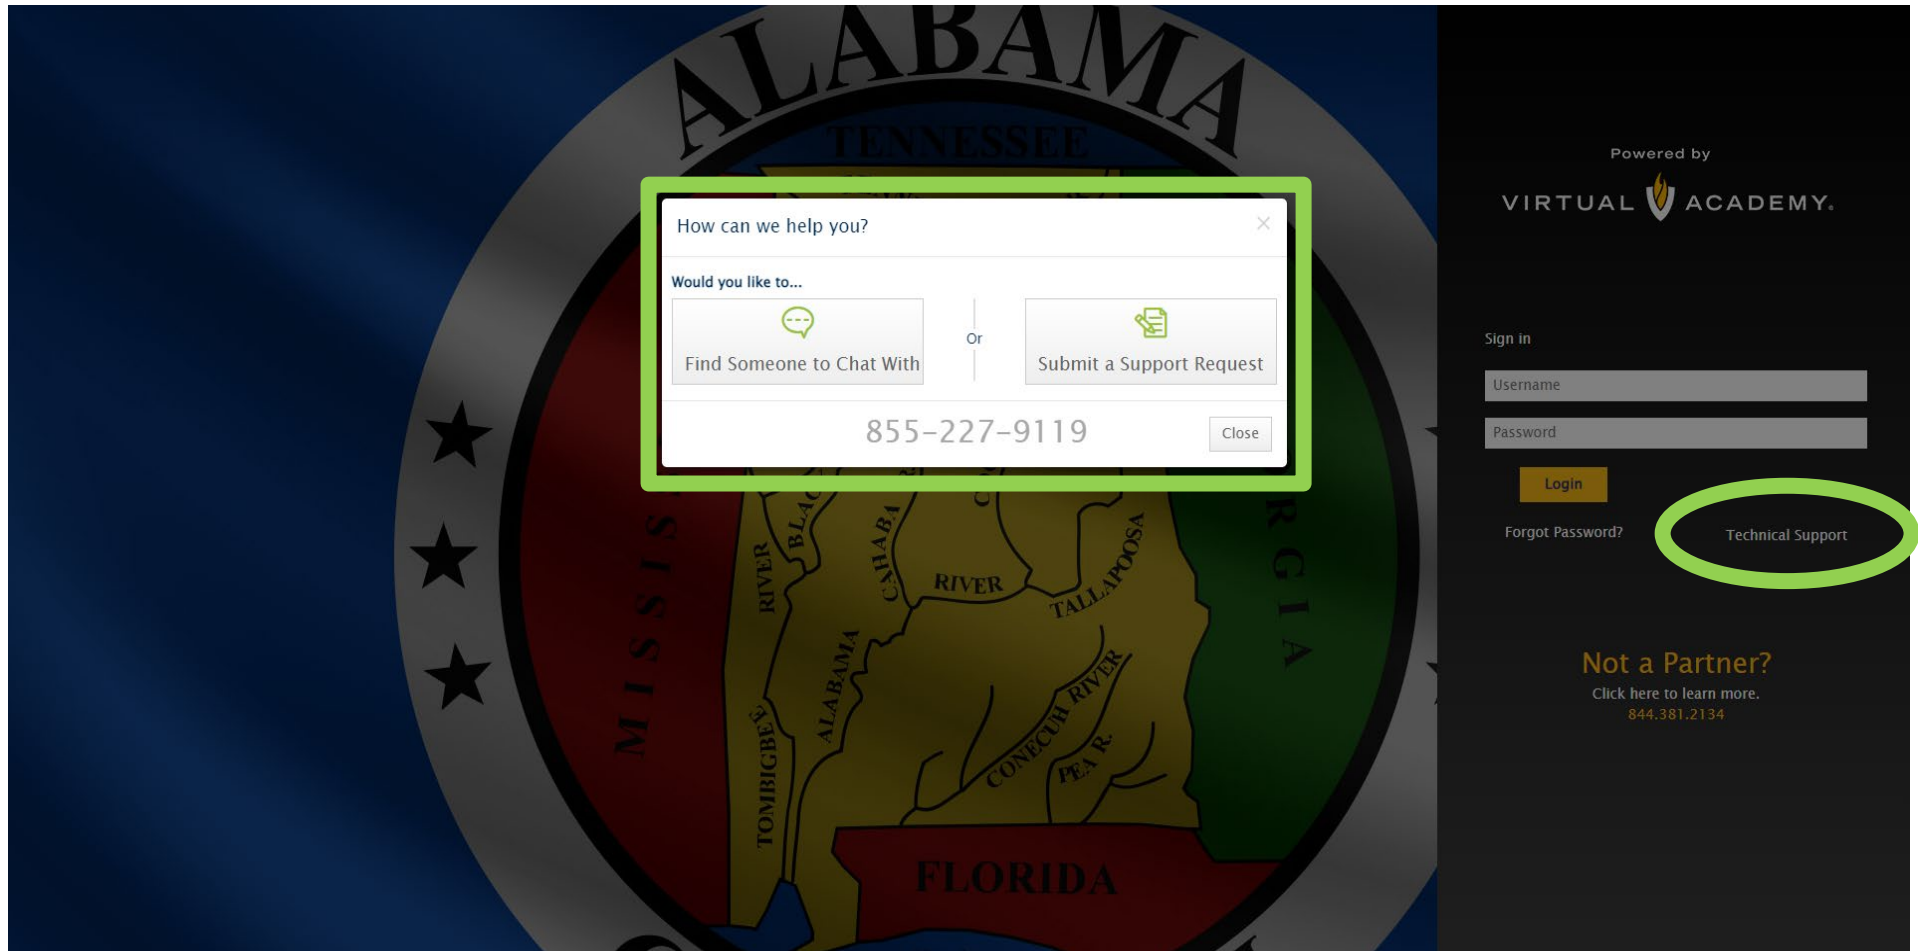 ALABAMA
TENNESSEE
How can we help you?
×
Would you like to...
Find Someone to Chat With
Or
Submit a Support Request
855-227-9119
Close
MISSIS
RGIA
RIVER
BLAC
CAHABA
RIVER
TALLAPOOSA
ALABAMA
TOMBIGBEE
CONECUH RIVER
PEA R.
FLORIDA
Powered by
VIRTUAL ACADEMY.
Sign in
Username
Password
Login
Forgot Password?
Technical Support
Not a Partner?
Click here to learn more.
844.381.2134